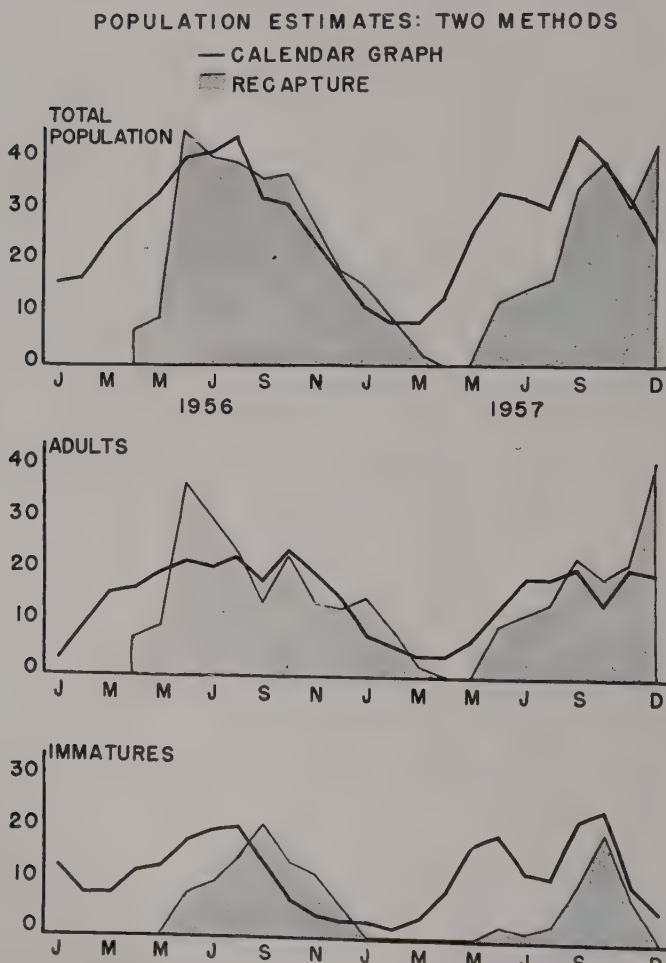 POPULATION ESTIMATES: TWO METHODS
CALENDAR GRAPH
RECAPTURE
TOTAL
POPULATION
40
30
20
10
0
J M M J S N J M M J S D
1956 1957
ADULTS
40
30
20
10
0
J M M J S N J M M J S D
IMMATURES
30
20
10
0
J M M J S N J M M J S D